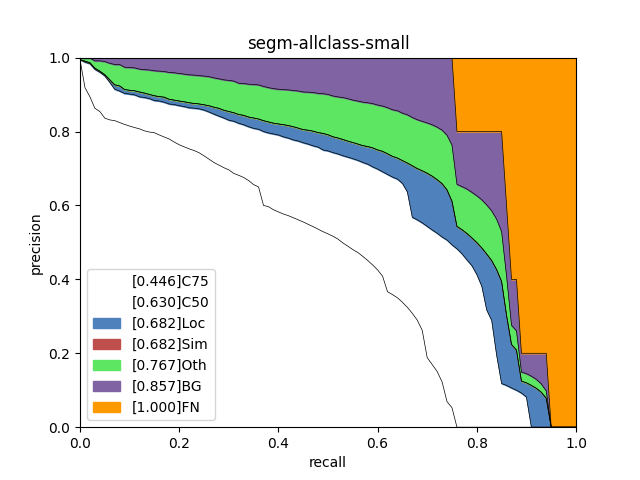 segm-allclass-small
1.0
0.8
0.6
0.4
0.2
0.0
precision
[0.446]C75
[0.630]C50
[0.682]Loc
[0.682]Sim
[0.767]Oth
[0.857]BG
[1.000]FN
0.0 0.2 0.4 0.6 0.8 1.0
recall